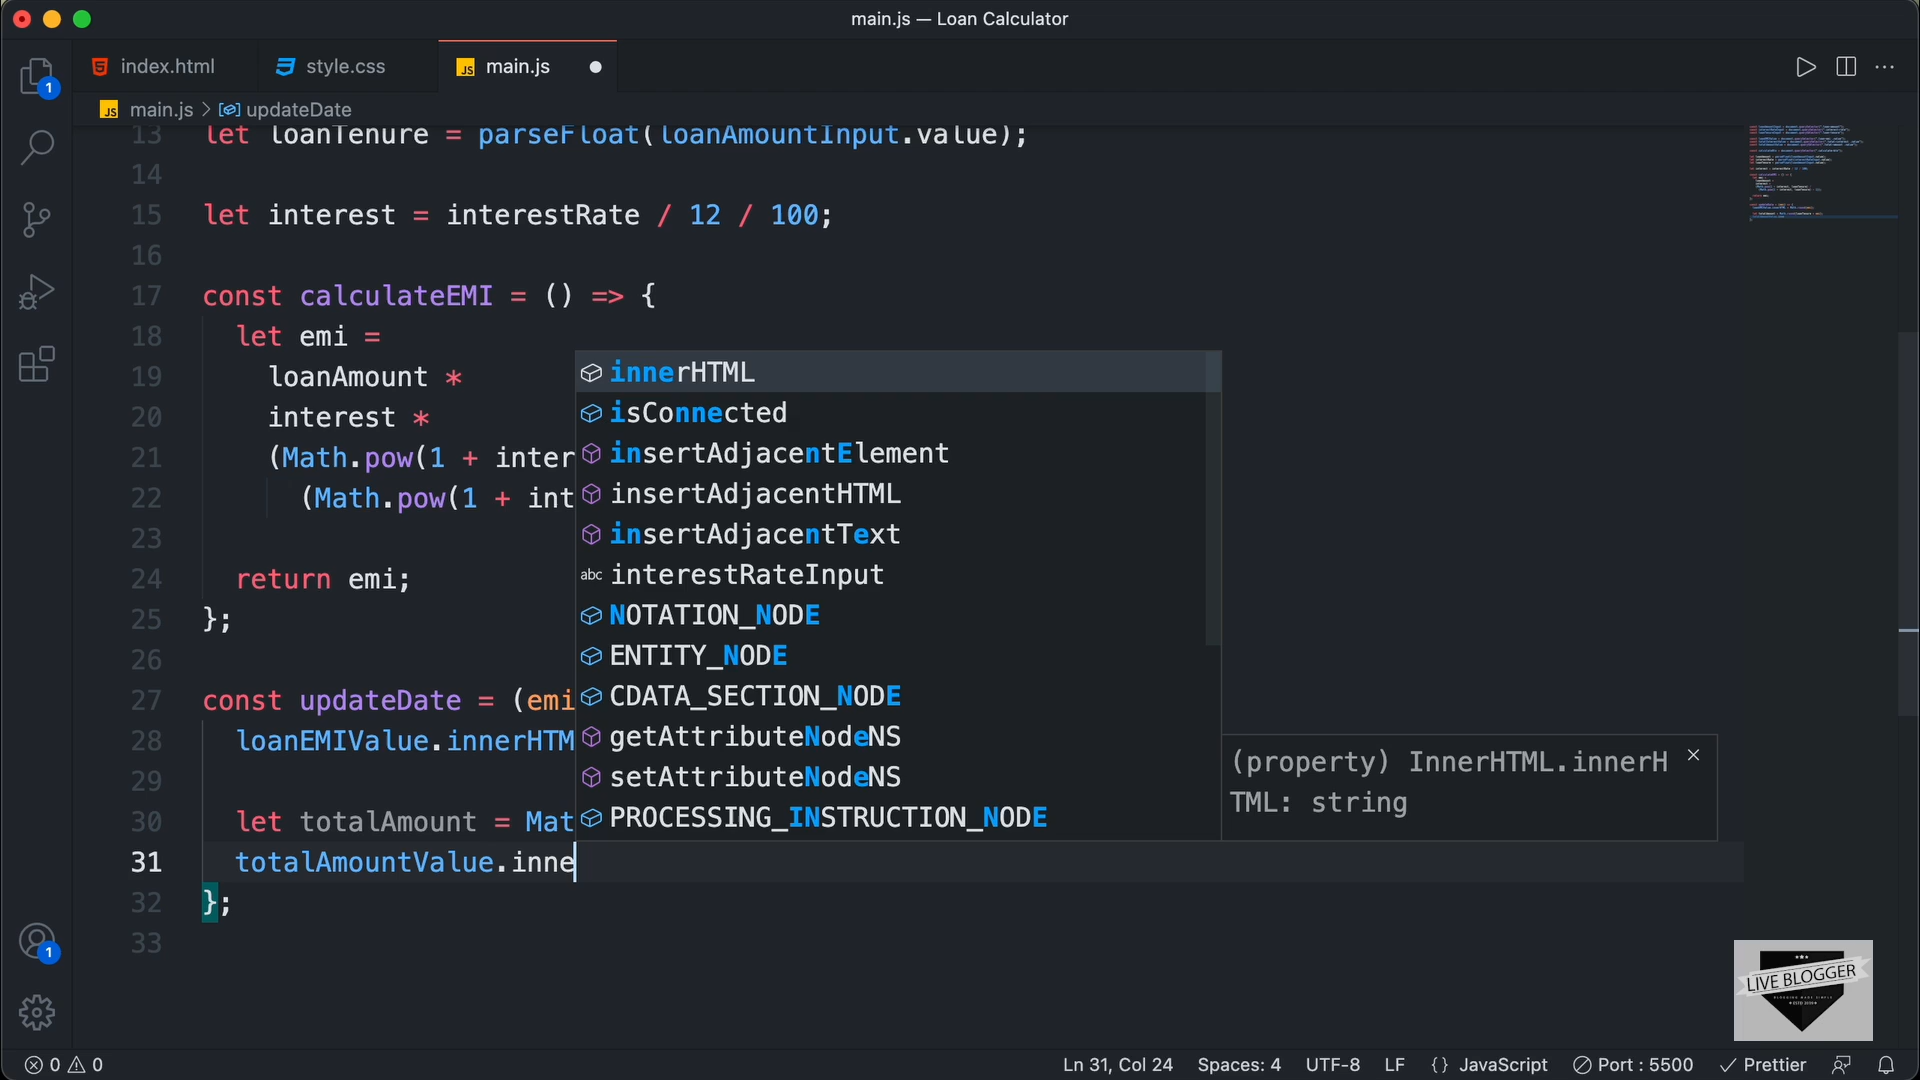 main.js — Loan Calculator
index.html
style.css
JS main.js
1
JS main.js > updateDate
13 let loanTenure = parseFloat(loanAmountInput.value);
14
15 let interest = interestRate / 12 / 100;
16
17 const calculateEMI = () => {
18 let emi =
19 loanAmount *
20 interest *
21 (Math.pow(1 + inter
22 (Math.pow(1 + int
23
24 return emi;
25 };
26
27 const updateDate = (emi
28 loanEMIValue.innerHTM
29
30 let totalAmount = Mat
31 totalAmountValue.inne
32 };
33
innerHTML
isConnected
insertAdjacentElement
insertAdjacentHTML
insertAdjacentText
abc interestRateInput
NOTATION_NODE
ENTITY_NODE
CDATA_SECTION_NODE
getAttributeNodeNS
setAttributeNodeNS
PROCESSING_INSTRUCTION_NODE
(property) InnerHTML.innerH
TML: string
1
LIVE BLOGGER
0 0 Ln 31, Col 24 Spaces: 4 UTF-8 LF {} JavaScript Port : 5500 Prettier